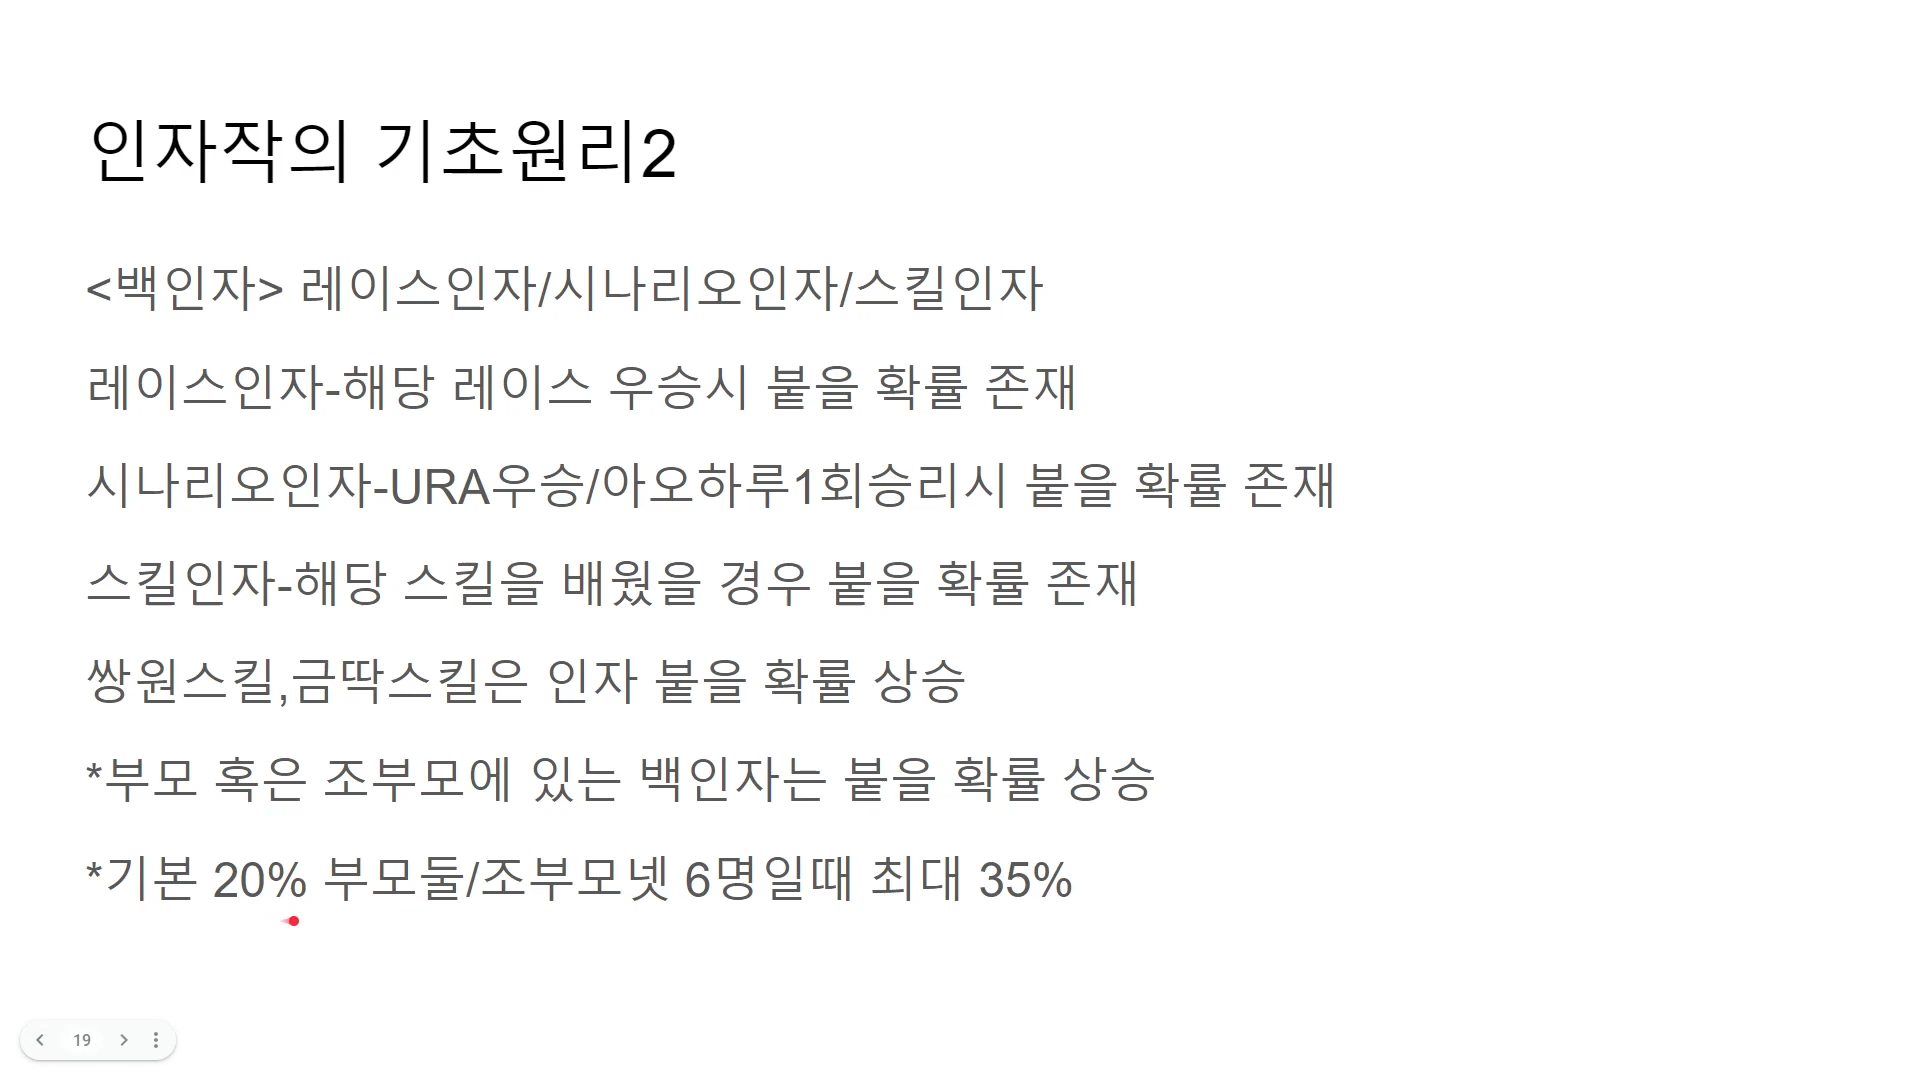 인자작의 기초원리2
<백인자> 레이스인자/시나리오인자/스킬인자
레이스인자-해당 레이스 우승시 붙을 확률 존재
시나리오인자-URA우승/아오하루1회승리시 붙을 확률 존재
스킬인자-해당 스킬을 배웠을 경우 붙을 확률 존재
쌍원스킬,금딱스킬은 인자 붙을 확률 상승
*부모 혹은 조부모에 있는 백인자는 붙을 확률 상승
*기본 20% 부모둘/조부모넷 6명일때 최대 35%
19